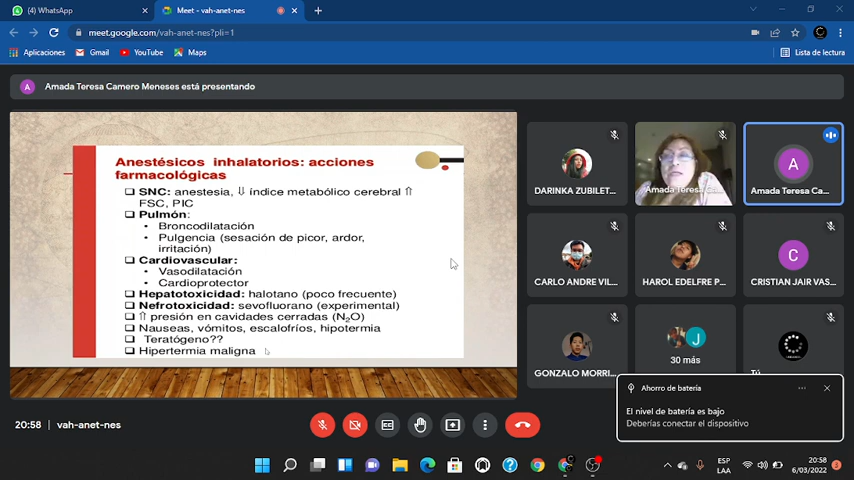 (4) WhatsApp
Meet - vah-anet-nes
meet.google.com/vah-anet-nes?pli=1
Aplicaciones
Gmail
YouTube
Maps
Lista de lectura
A
Amada Teresa Camero Meneses está presentando
Anestésicos inhalatorios: acciones
farmacológicas
SNC: anestesia, ⇓ índice metabólico cerebral ⇑
FSC, PIC
Pulmón:
Broncodilatación
Pulgencia (sesación de picor, ardor,
irritación)
Cardiovascular:
Vasodilatación
Cardioprotector
Hepatotoxicidad: halotano (poco frecuente)
Nefrotoxicidad: sevofluorano (experimental)
⇑ presión en cavidades cerradas (N2O)
Nauseas, vómitos, escalofríos, hipotermia
Teratógeno??
Hipertermia maligna
DARINKA ZUBILET...
Amada Teresa Ca...
A
Amada Teresa Ca...
CARLO ANDRE VIL...
HAROL EDELFRE P...
C
CRISTIAN JAIR VAS...
GONZALO MORRI...
J
30 más
Tú
Ahorro de batería
El nivel de batería es bajo
Deberías conectar el dispositivo
20:58 | vah-anet-nes
ESP
LAA
20:58
6/03/2022
3